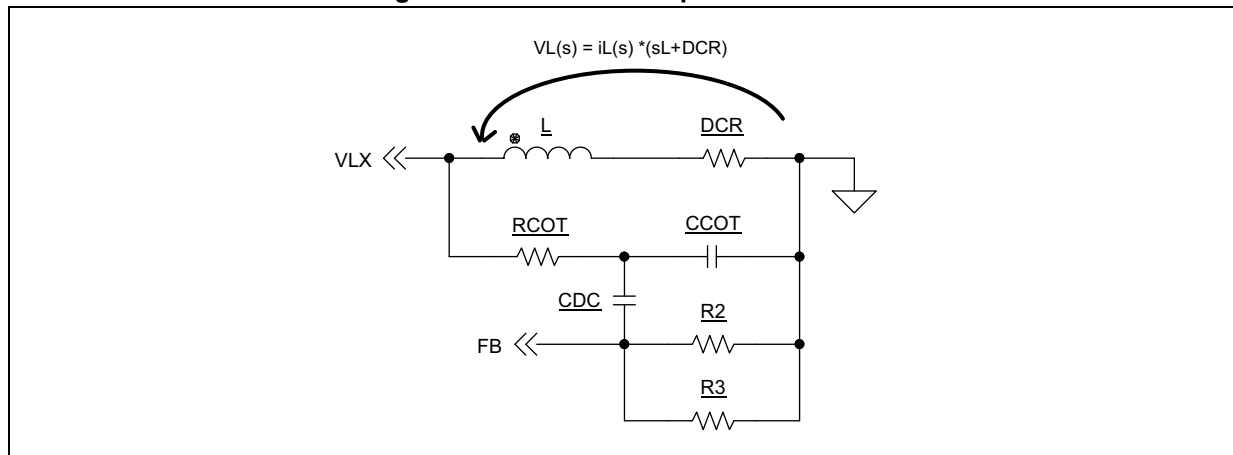 VL(s) = iL(s) *(sL+DCR)
L
DCR
VLX
RCOT
CCOT
CDC
R2
FB
R3